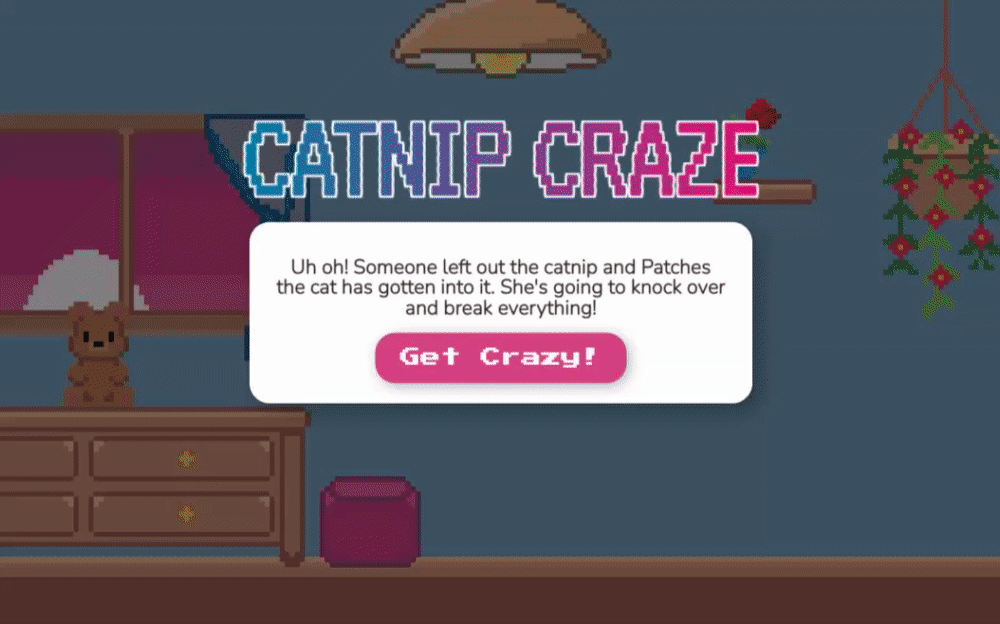 CATNIP CRAZE
Uh oh! Someone left out the catnip and Patches
the cat has gotten into it. She's going to knock over
and break everything!
Get Crazy!